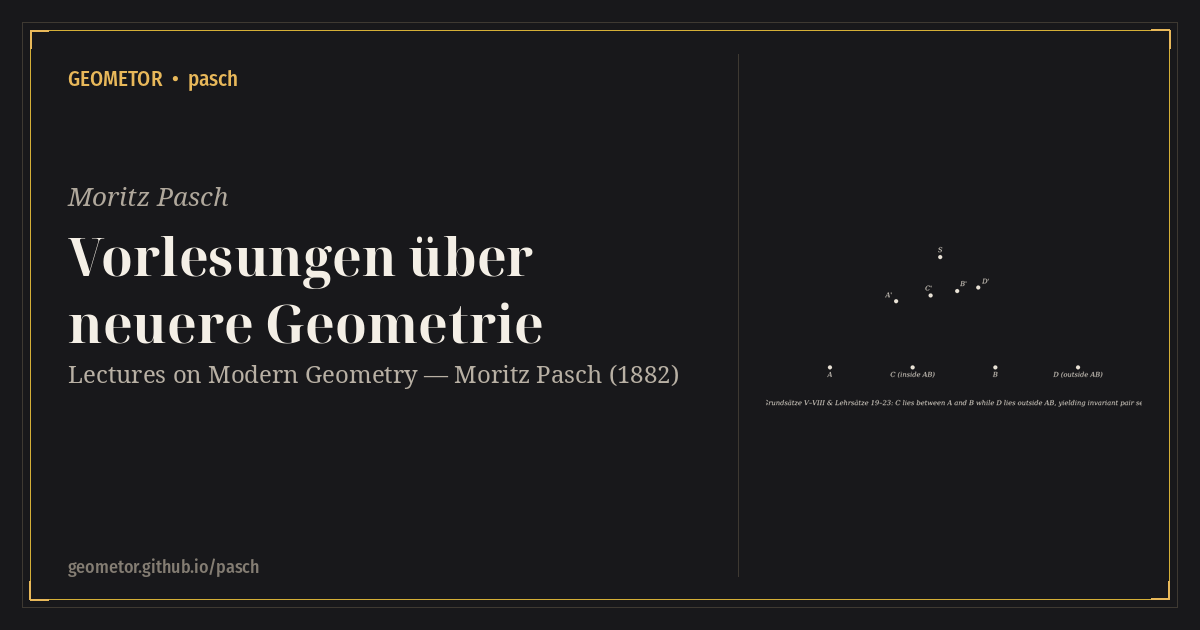 GEOMETOR • pasch
Moritz Pasch
Vorlesungen über
neuere Geometrie
Lectures on Modern Geometry — Moritz Pasch (1882)
geometor.github.io/pasch
S
A' C' B' D'
A C (inside AB) B D (outside AB)
rundsätze V–VIII & Lehrsätze 19–23: C lies between A and B while D lies outside AB, yielding invariant pair se